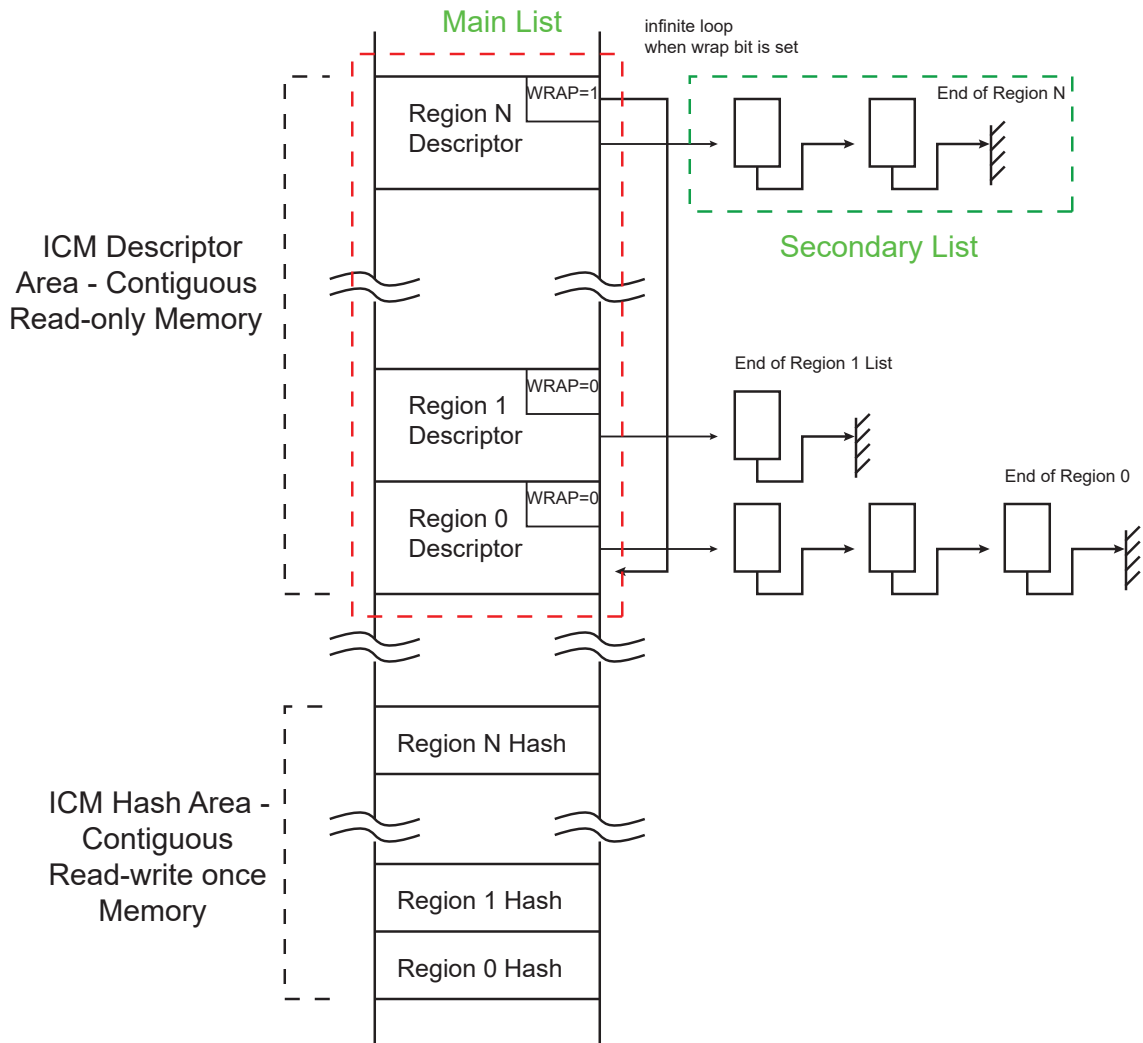 Main List
infinite loop
when wrap bit is set
WRAP=1
End of Region N
Region N
Descriptor
Secondary List
ICM Descriptor
Area - Contiguous
Read-only Memory
End of Region 1 List
WRAP=0
Region 1
Descriptor
End of Region 0
WRAP=0
Region 0
Descriptor
Region N Hash
ICM Hash Area -
Contiguous
Read-write once
Memory
Region 1 Hash
Region 0 Hash